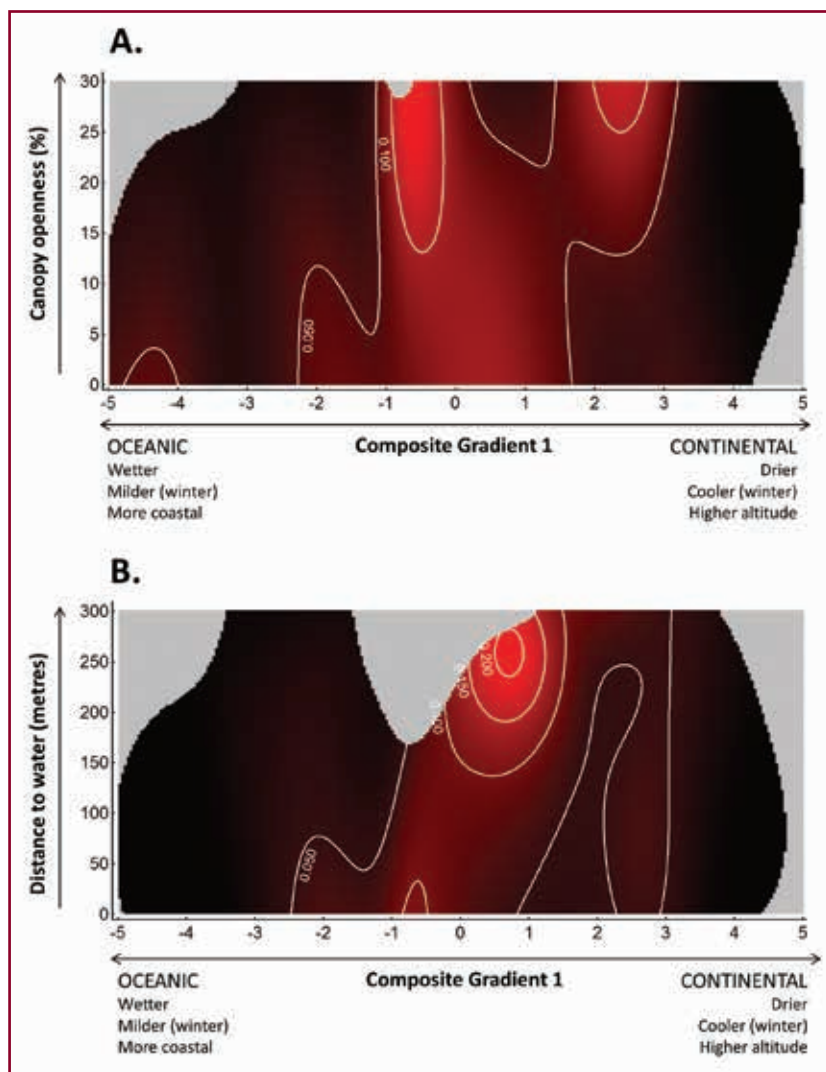 A.
Canopy openness (%)
30
25
20
15
10
5
0
0.100
0.050
-5 -4 -3 -2 -1 0 1 2 3 4 5
OCEANIC Composite Gradient 1 CONTINENTAL
Wetter Drier
Milder (winter) Cooler (winter)
More coastal Higher altitude
B.
Distance to water (metres)
300
250
200
150
100
50
0
0.200
0.150
0.050
-5 -4 -3 -2 -1 0 1 2 3 4 5
OCEANIC Composite Gradient 1 CONTINENTAL
Wetter Drier
Milder (winter) Cooler (winter)
More coastal Higher altitude